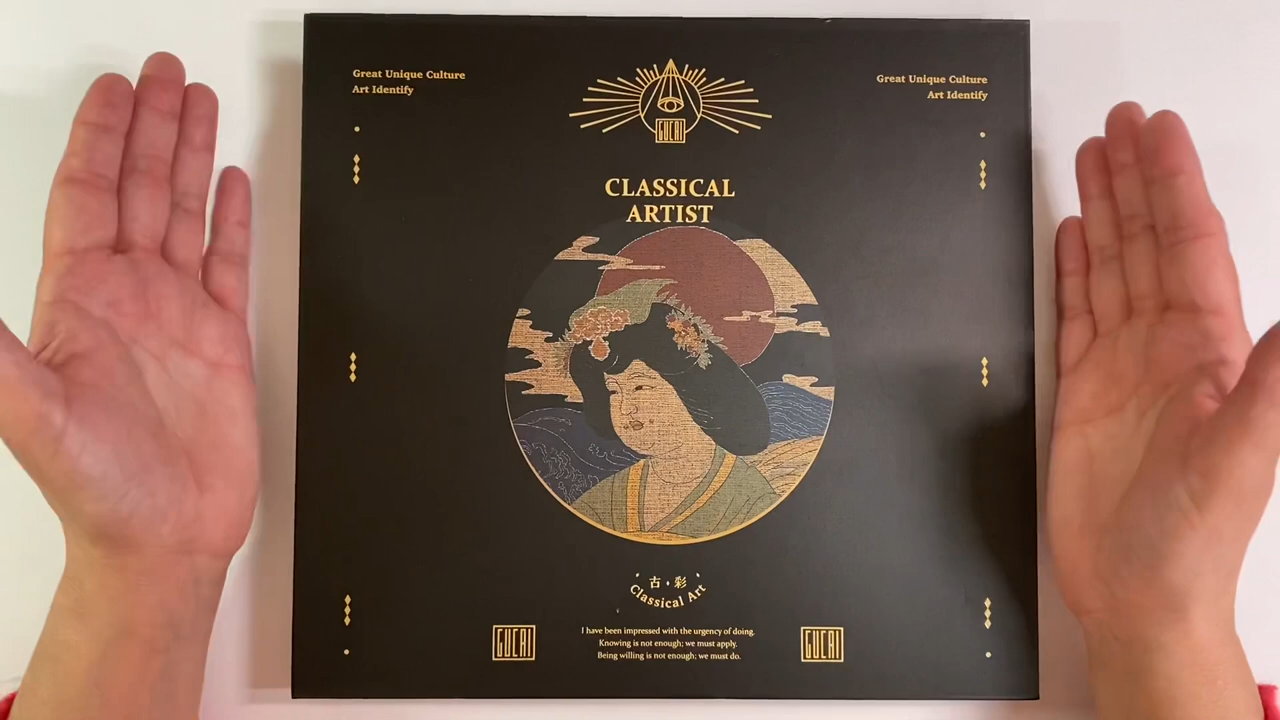 Great Unique Culture
Art Identify
GUCAI
Great Unique Culture
Art Identify
CLASSICAL
ARTIST
古·彩
Classical Art
GUCAI
I have been impressed with the urgency of doing.
Knowing is not enough; we must apply.
Being willing is not enough; we must do.
GUCAI